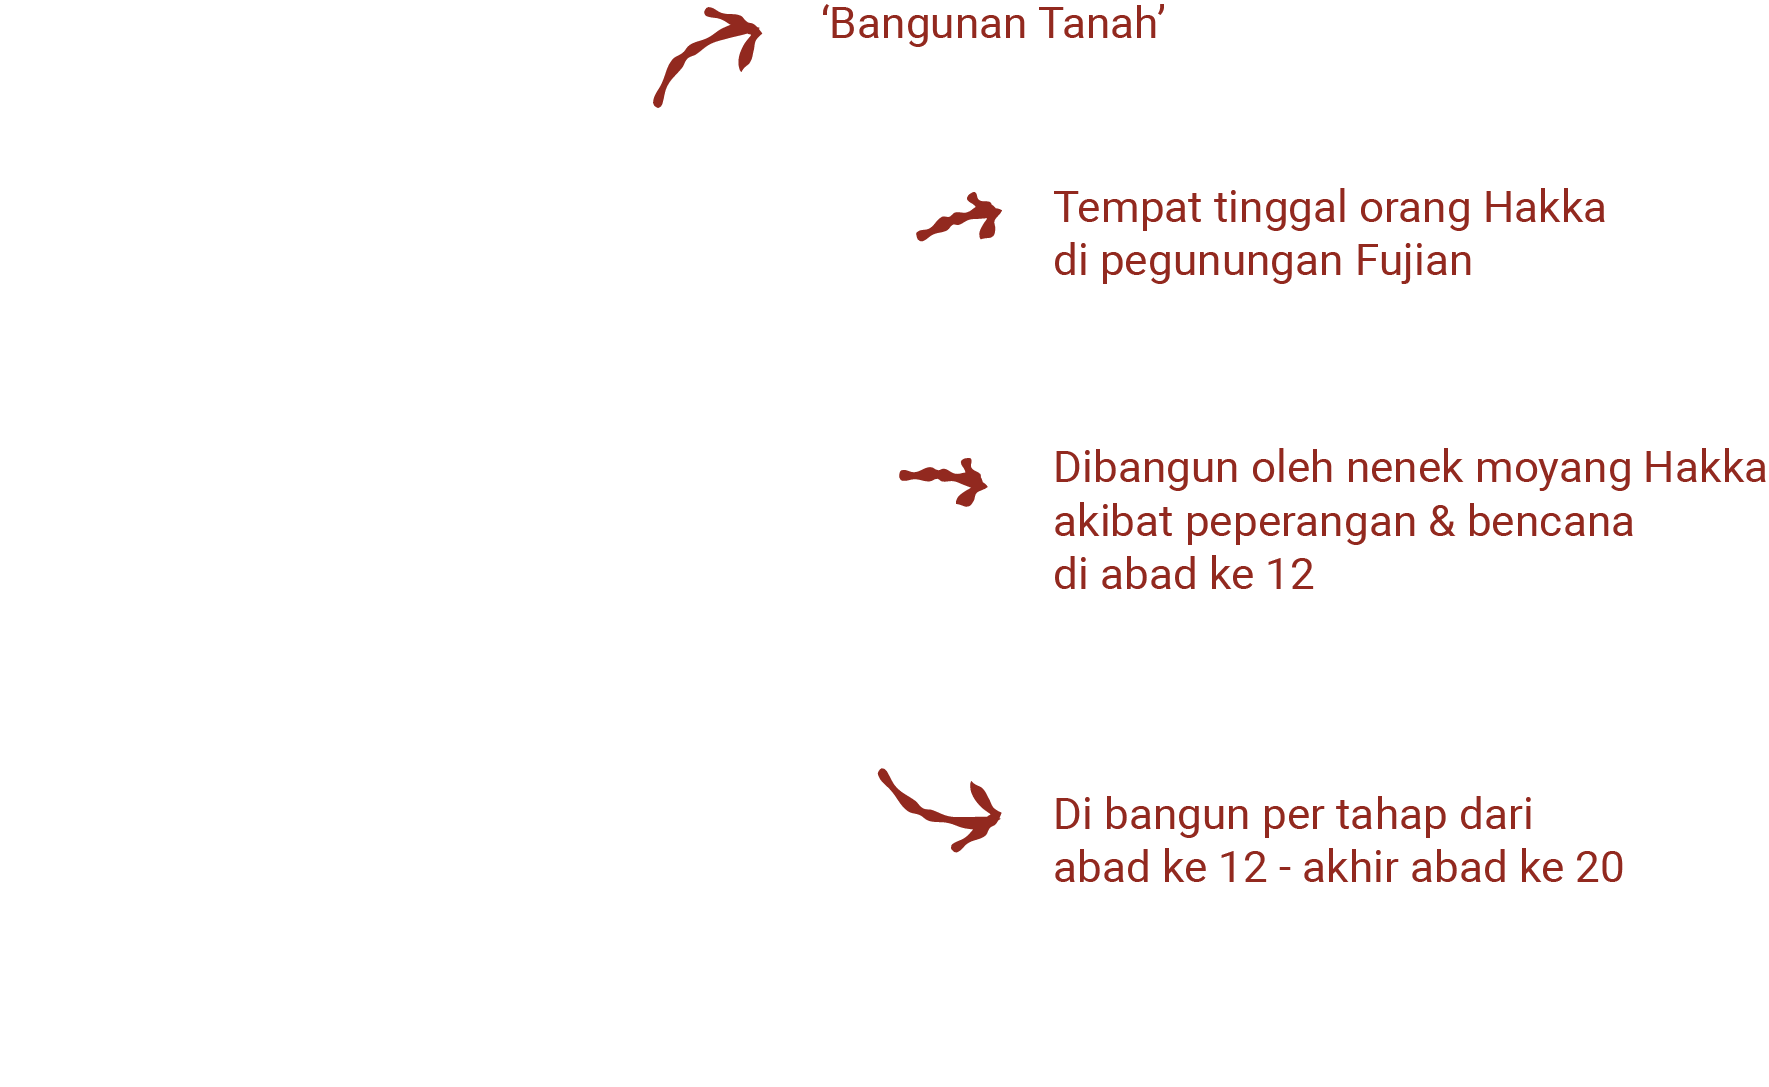 ‘Bangunan Tanah’
Tempat tinggal orang Hakka
di pegunungan Fujian
Dibangun oleh nenek moyang Hakka
akibat peperangan & bencana
di abad ke 12
Di bangun per tahap dari
abad ke 12 - akhir abad ke 20